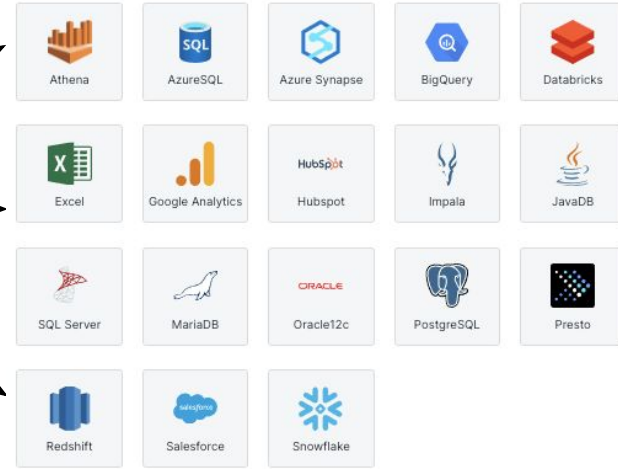 SQL
Athena
AzureSQL
Azure Synapse
BigQuery
Databricks
X
HubSpot
Excel
Google Analytics
Hubspot
Impala
JavaDB
ORACLE
SQL Server
MariaDB
Oracle12c
PostgreSQL
Presto
salesforce
Redshift
Salesforce
Snowflake